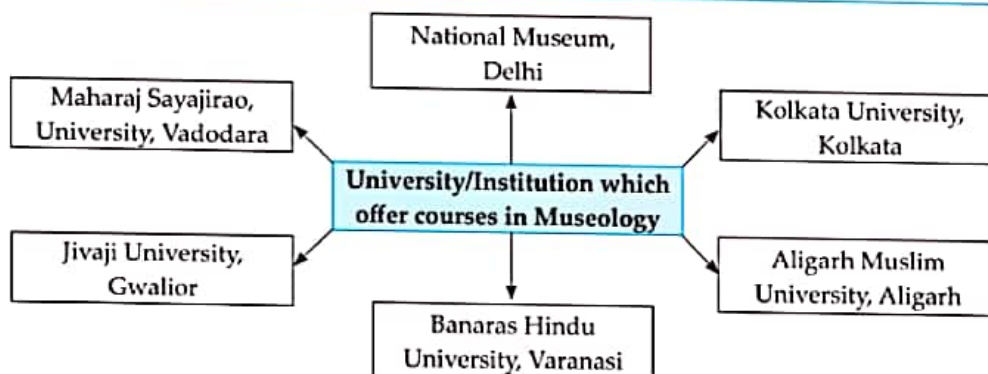 National Museum,
Delhi
Maharaj Sayajirao,
University, Vadodara
Kolkata University,
Kolkata
University/Institution which
offer courses in Museology
Jivaji University,
Gwalior
Aligarh Muslim
University, Aligarh
Banaras Hindu
University, Varanasi